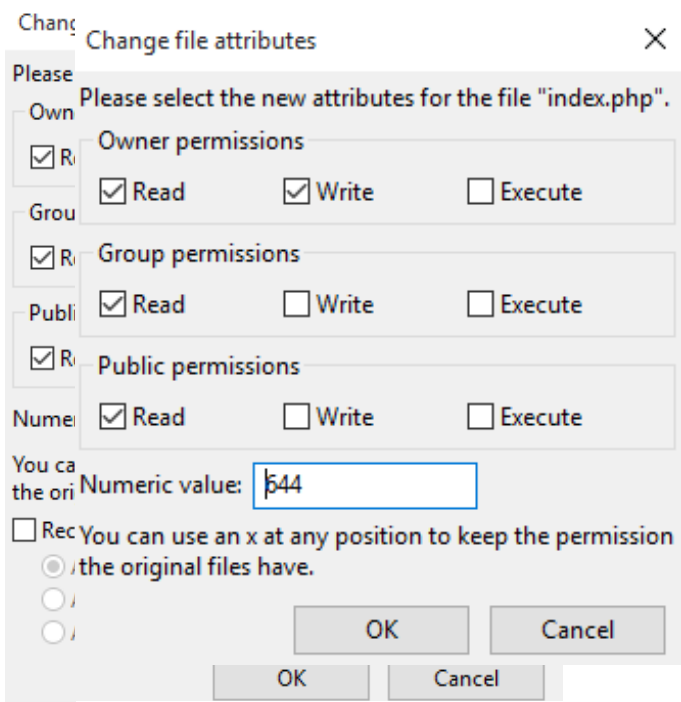 Change file attributes
Please select the new attributes for the file "index.php".
Owner permissions
Read Write Execute
Group permissions
Read Write Execute
Public permissions
Read Write Execute
Numeric value: 644
You can use an x at any position to keep the permission
the original files have.
OK Cancel
Please
You
OK Cancel